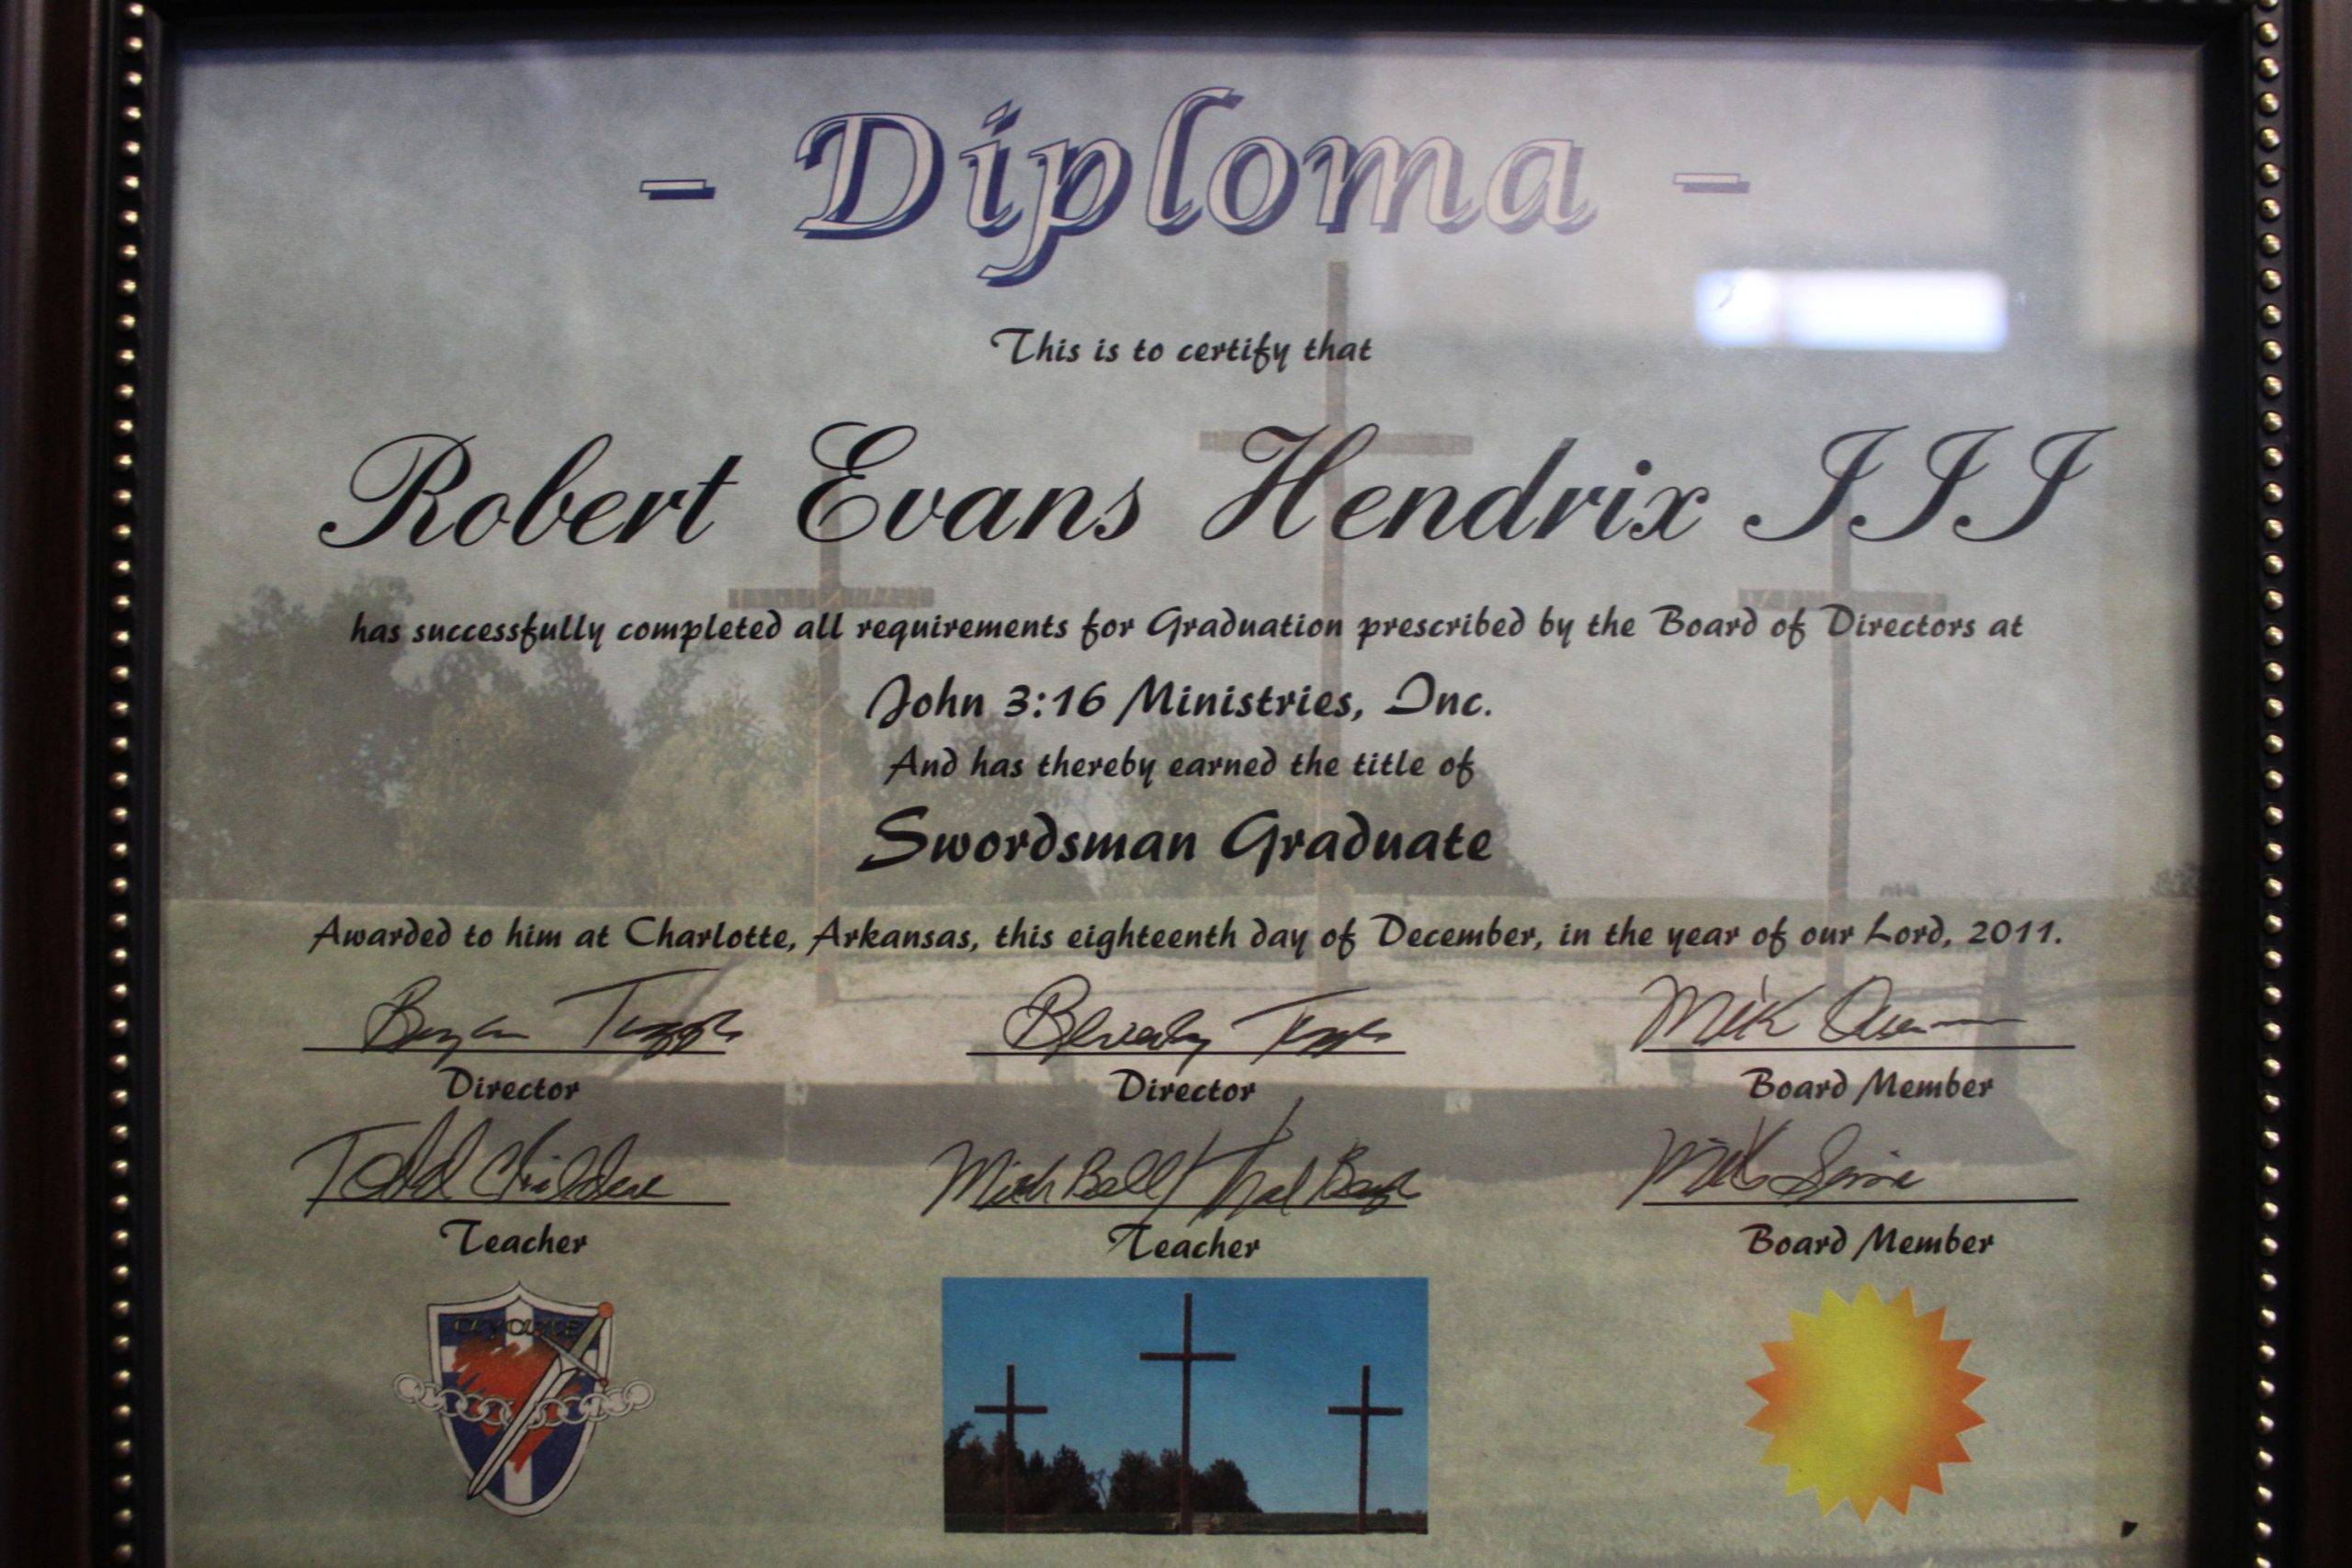 - Diploma -
This is to certify that
Robert Evans Hendrix III
has successfully completed all requirements for Graduation prescribed by the Board of Directors at
John 3:16 Ministries, Inc.
And has thereby earned the title of
Swordsman Graduate
Awarded to him at Charlotte, Arkansas, this eighteenth day of December, in the year of our Lord, 2011.
Beverly
Director Director Board Member
Todd Childers
Teacher Teacher Board Member